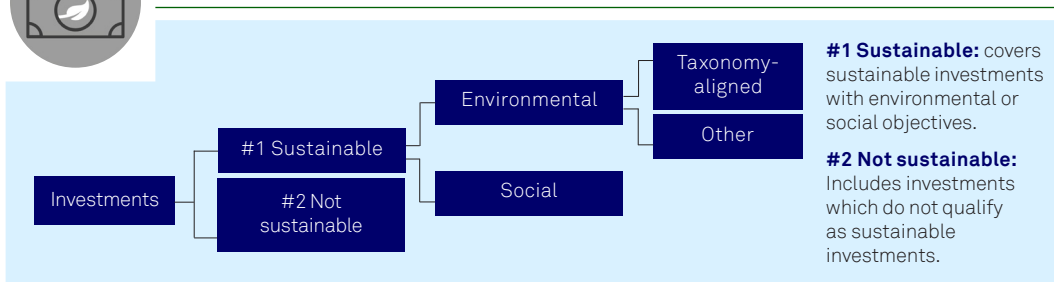 Investments
#1 Sustainable
#2 Not
sustainable
Environmental
Social
Taxonomy-
aligned
Other
#1 Sustainable: covers
sustainable investments
with environmental or
social objectives.
#2 Not sustainable:
Includes investments
which do not qualify
as sustainable
investments.